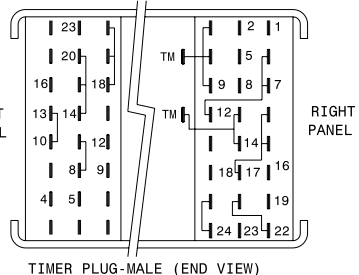 23 2 1
20 TM 5
16 18 9 8 7
13 14 TM 12 RIGHT
PANEL
10 12 14
8 9 18 17 16
4 5 19
24 23 22
TIMER PLUG-MALE (END VIEW)